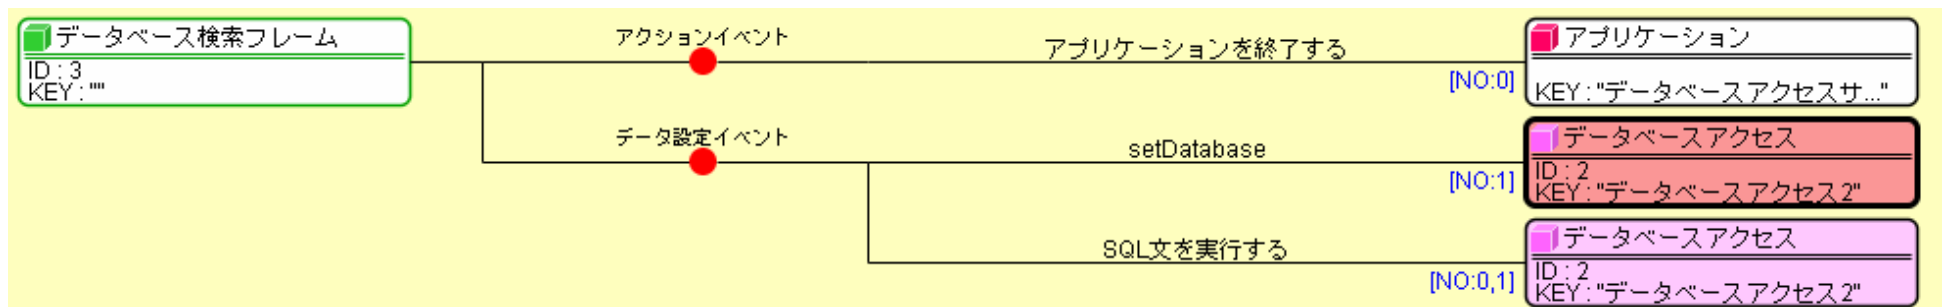 データベース検索フレーム
ID : 3
KEY : ""
アクションイベント
アプリケーションを終了する
[NO:0]
アプリケーション
KEY : "データベースアクセスサ..."
データ設定イベント
setDatabase
[NO:1]
データベースアクセス
ID : 2
KEY : "データベースアクセス2"
SQL文を実行する
[NO:0,1]
データベースアクセス
ID : 2
KEY : "データベースアクセス2"